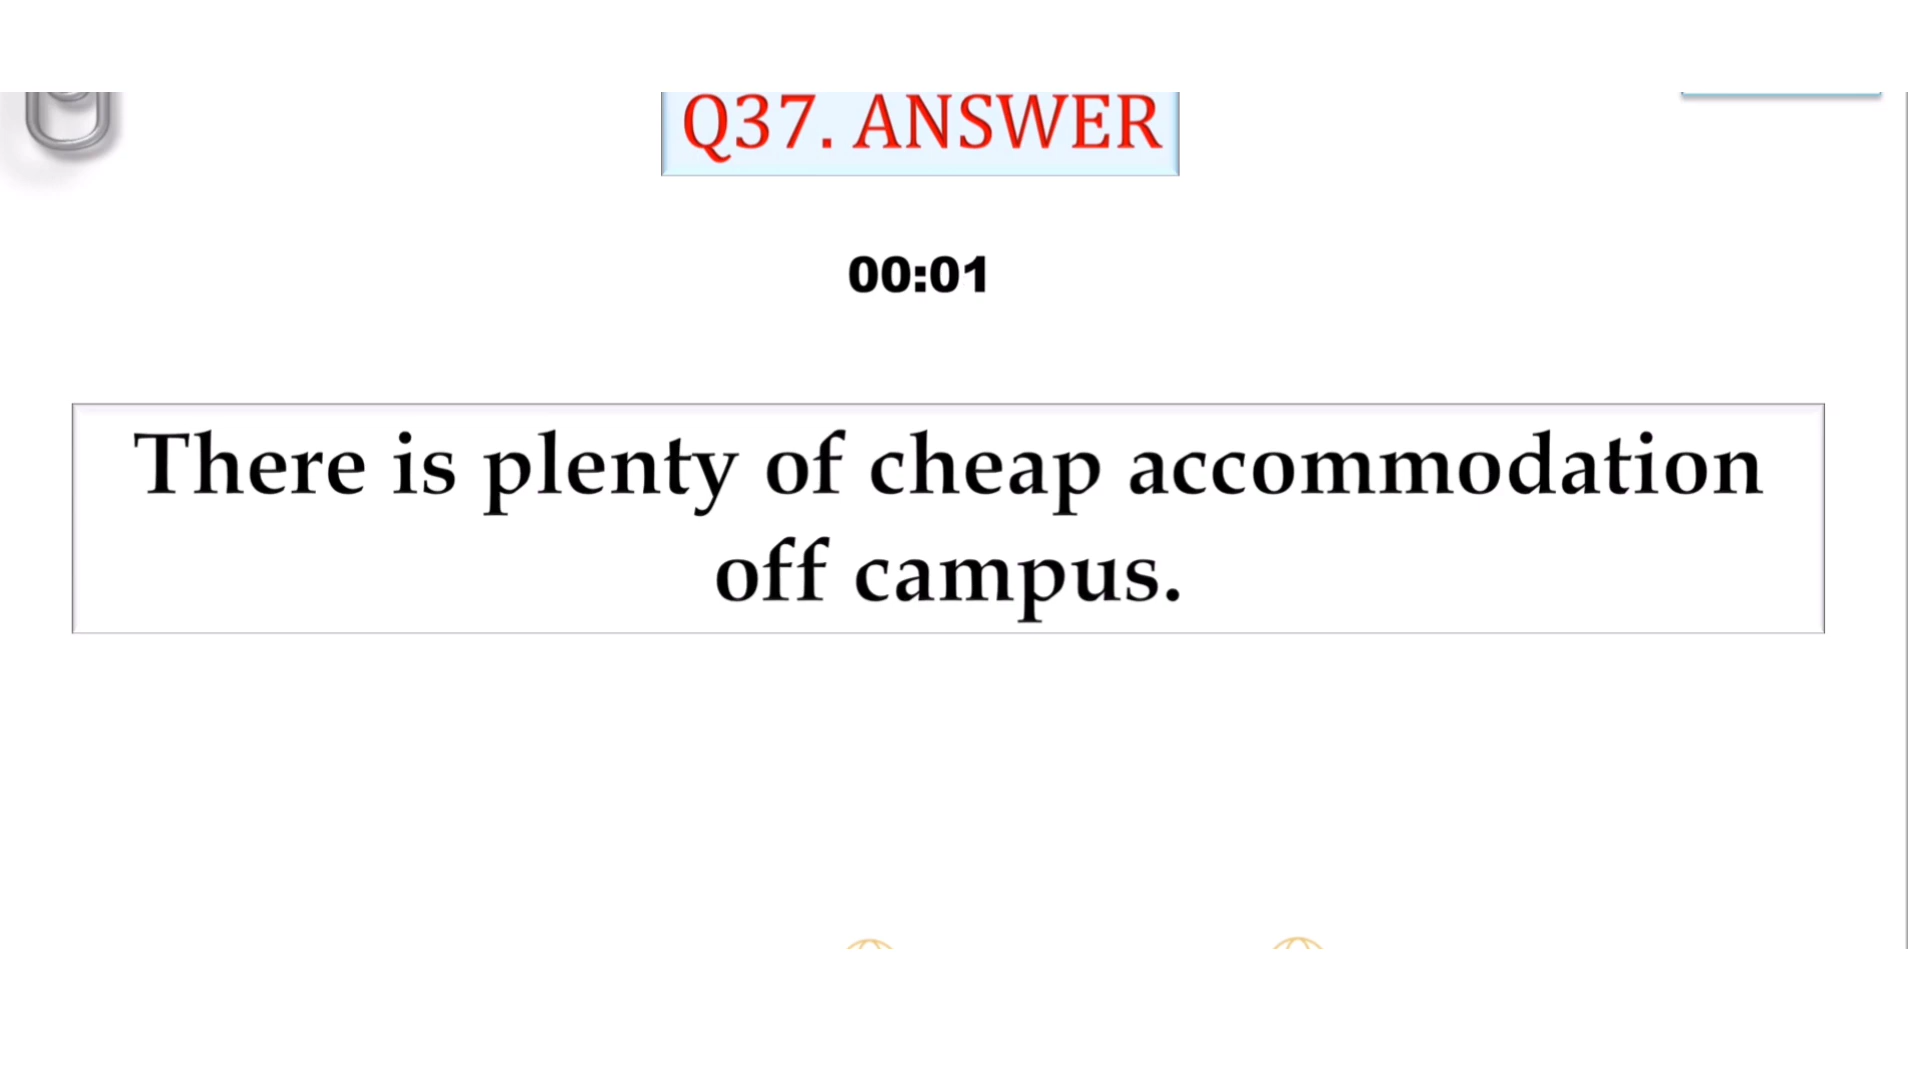 Q37. ANSWER
00:01
There is plenty of cheap accommodation
off campus.